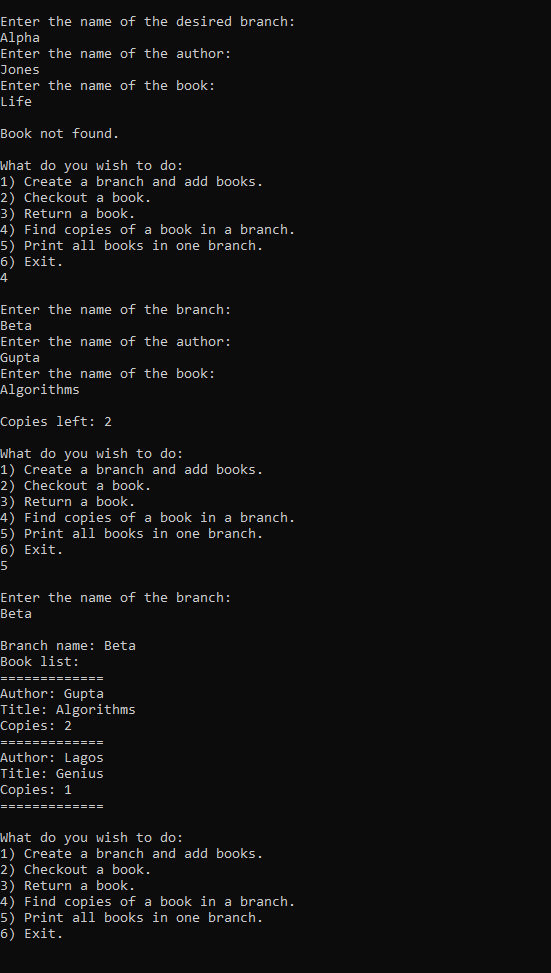 Enter the name of the desired branch:
Alpha
Enter the name of the author:
Jones
Enter the name of the book:
Life
Book not found.
What do you wish to do:
1) Create a branch and add books.
2) Checkout a book.
3) Return a book.
4) Find copies of a book in a branch.
5) Print all books in one branch.
6) Exit.
4
Enter the name of the branch:
Beta
Enter the name of the author:
Gupta
Enter the name of the book:
Algorithms
Copies left: 2
What do you wish to do:
1) Create a branch and add books.
2) Checkout a book.
3) Return a book.
4) Find copies of a book in a branch.
5) Print all books in one branch.
6) Exit.
5
Enter the name of the branch:
Beta
Branch name: Beta
Book list:
=============
Author: Gupta
Title: Algorithms
Copies: 2
=============
Author: Lagos
Title: Genius
Copies: 1
=============
What do you wish to do:
1) Create a branch and add books.
2) Checkout a book.
3) Return a book.
4) Find copies of a book in a branch.
5) Print all books in one branch.
6) Exit.